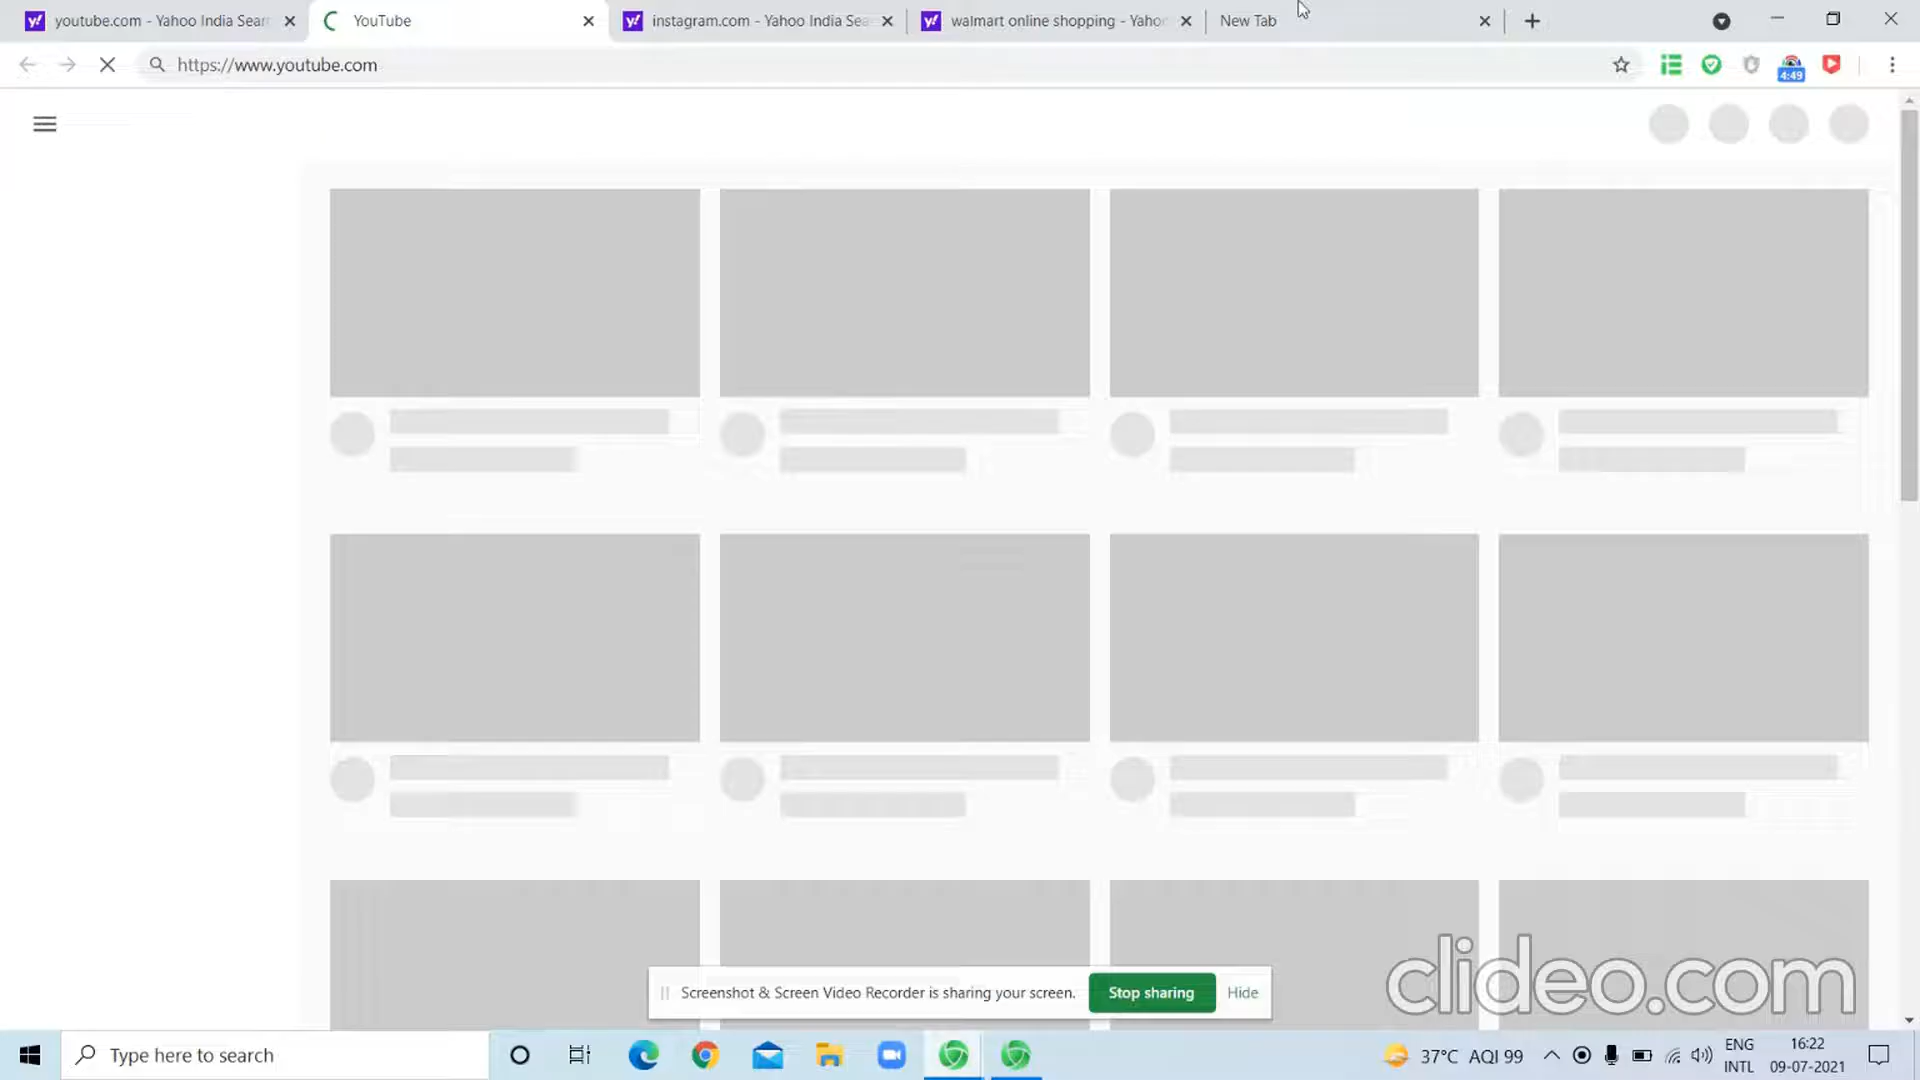 youtube.com - Yahoo India Sear
YouTube
instagram.com - Yahoo India Sea
walmart online shopping - Yahoo
New Tab
https://www.youtube.com
4:49
Screenshot & Screen Video Recorder is sharing your screen.
Stop sharing
Hide
clideo.com
Type here to search
37°C AQI 99
ENG
INTL
16:22
09-07-2021